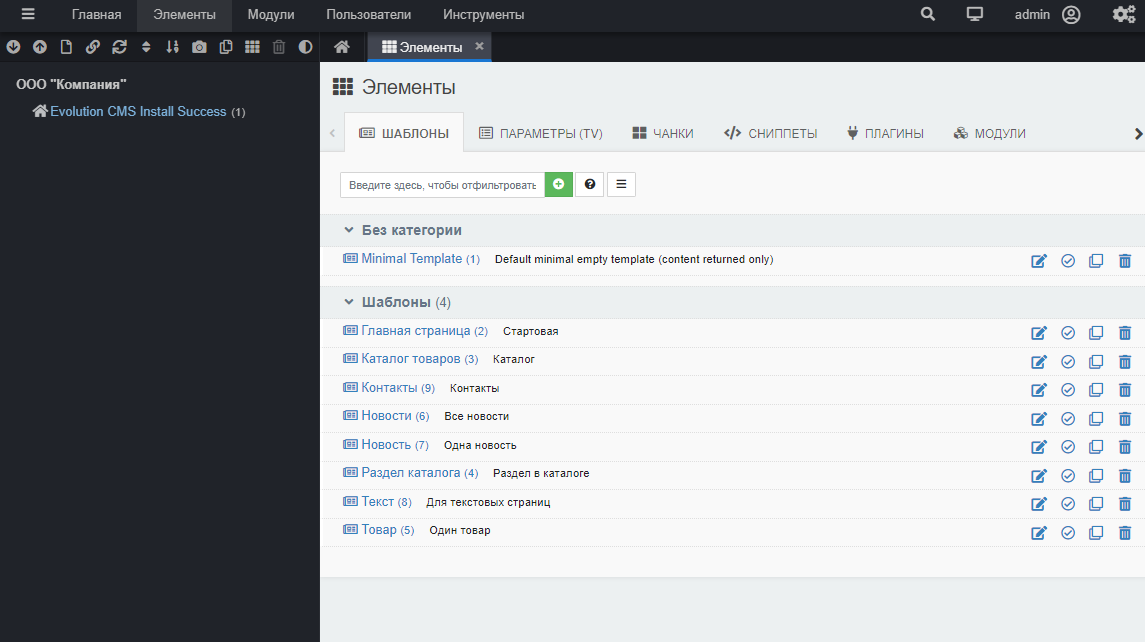 Главная Элементы Модули Пользователи Инструменты admin
Элементы ×
ООО "Компания"
Evolution CMS Install Success (1)
Элементы
ШАБЛОНЫ ПАРАМЕТРЫ (TV) ЧАНКИ СНИППЕТЫ ПЛАГИНЫ МОДУЛИ
Введите здесь, чтобы отфильтровать
Без категории
Minimal Template (1) Default minimal empty template (content returned only)
Шаблоны (4)
Главная страница (2) Стартовая
Каталог товаров (3) Каталог
Контакты (9) Контакты
Новости (6) Все новости
Новость (7) Одна новость
Раздел каталога (4) Раздел в каталоге
Текст (8) Для текстовых страниц
Товар (5) Один товар